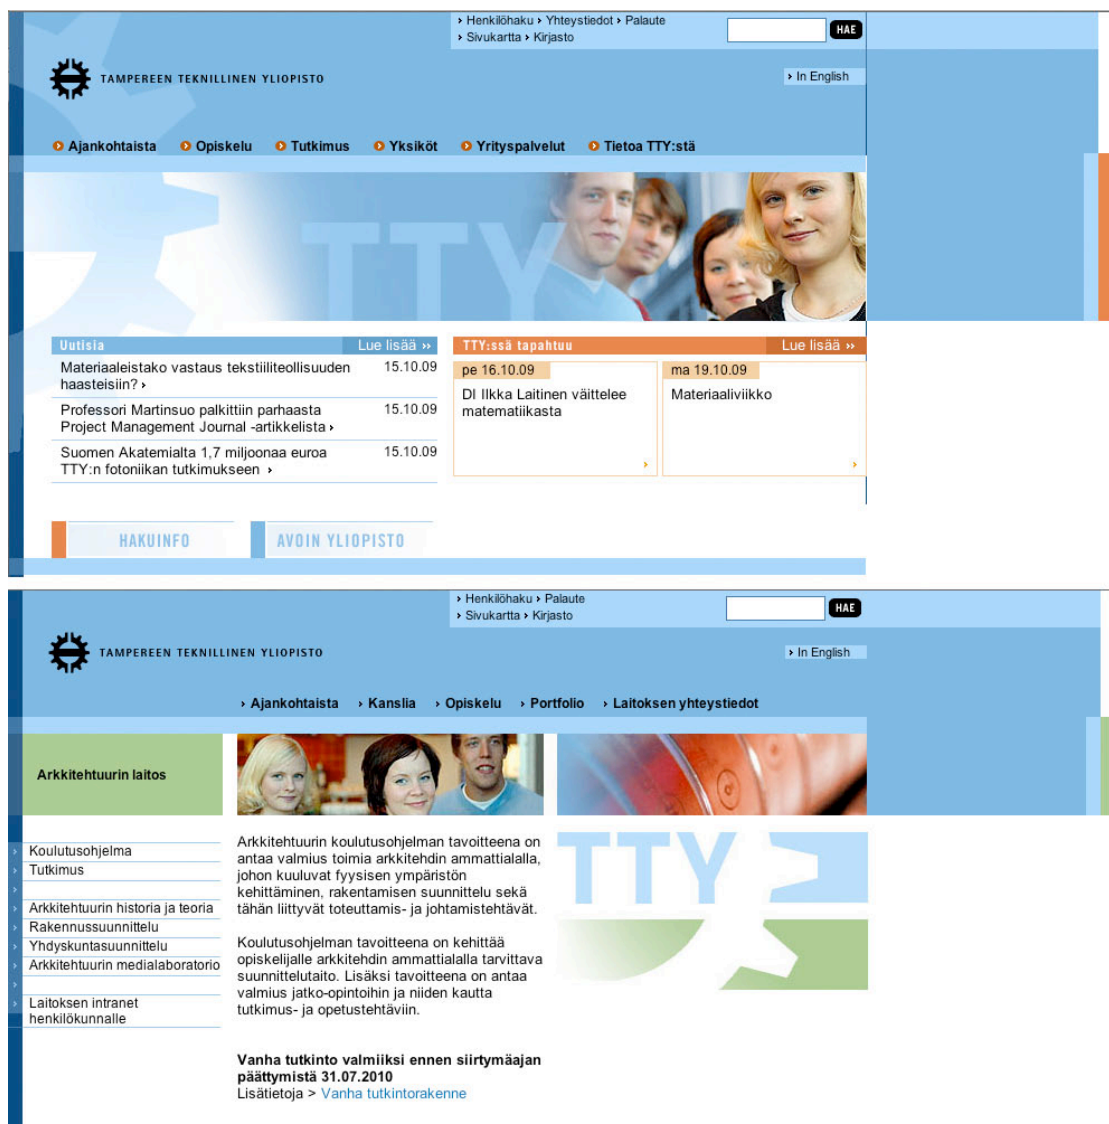 › Henkilöhaku › Yhteystiedot › Palaute
› Sivukartta › Kirjasto
HAE
TAMPEREEN TEKNILLINEN YLIOPISTO
› In English
Ajankohtaista Opiskelu Tutkimus Yksiköt Yrityspalvelut Tietoa TTY:stä
TTY
Uutisia Lue lisää ››
Materiaaleistako vastaus tekstiiliteollisuuden 15.10.09
haasteisiin? ›
Professori Martinsuo palkittiin parhaasta 15.10.09
Project Management Journal -artikkelista ›
Suomen Akatemialta 1,7 miljoonaa euroa 15.10.09
TTY:n fotoniikan tutkimukseen ›
TTY:ssä tapahtuu Lue lisää ››
pe 16.10.09
DI Ilkka Laitinen väittelee
matematiikasta
›
ma 19.10.09
Materiaaliviikko
›
HAKUINFO
AVOIN YLIOPISTO
› Henkilöhaku › Palaute
› Sivukartta › Kirjasto
HAE
TAMPEREEN TEKNILLINEN YLIOPISTO
› In English
› Ajankohtaista › Kanslia › Opiskelu › Portfolio › Laitoksen yhteystiedot
Arkkitehtuurin laitos
› Koulutusohjelma
› Tutkimus
›
› Arkkitehtuurin historia ja teoria
› Rakennussuunnittelu
› Yhdyskuntasuunnittelu
› Arkkitehtuurin medialaboratorio
›
› Laitoksen intranet
henkilökunnalle
Arkkitehtuurin koulutusohjelman tavoitteena on
antaa valmius toimia arkkitehdin ammattialalla,
johon kuuluvat fyysisen ympäristön
kehittäminen, rakentamisen suunnittelu sekä
tähän liittyvät toteuttamis- ja johtamistehtävät.
Koulutusohjelman tavoitteena on kehittää
opiskelijalle arkkitehdin ammattialalla tarvittava
suunnittelutaito. Lisäksi tavoitteena on antaa
valmius jatko-opintoihin ja niiden kautta
tutkimus- ja opetustehtäviin.
Vanha tutkinto valmiiksi ennen siirtymäajan
päättymistä 31.07.2010
Lisätietoja > Vanha tutkintorakenne
TTY